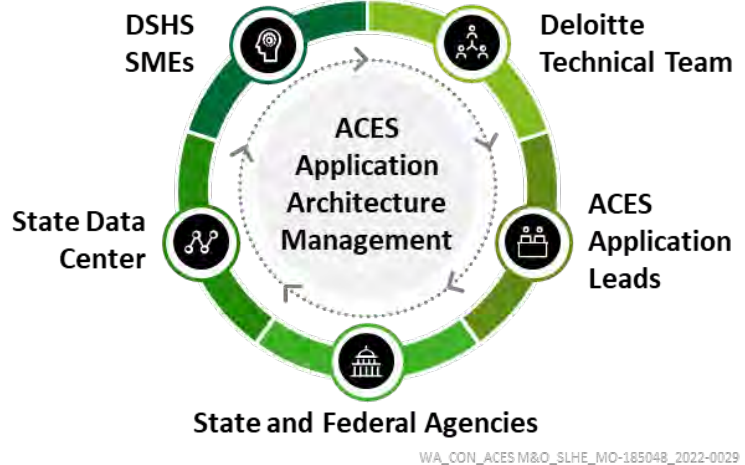 DSHS
SMEs
Deloitte
Technical Team
ACES
Application
Architecture
Management
State Data
Center
ACES
Application
Leads
State and Federal Agencies
WA_CON_ACES M&O_SLHE_MO-185048_2022-0029